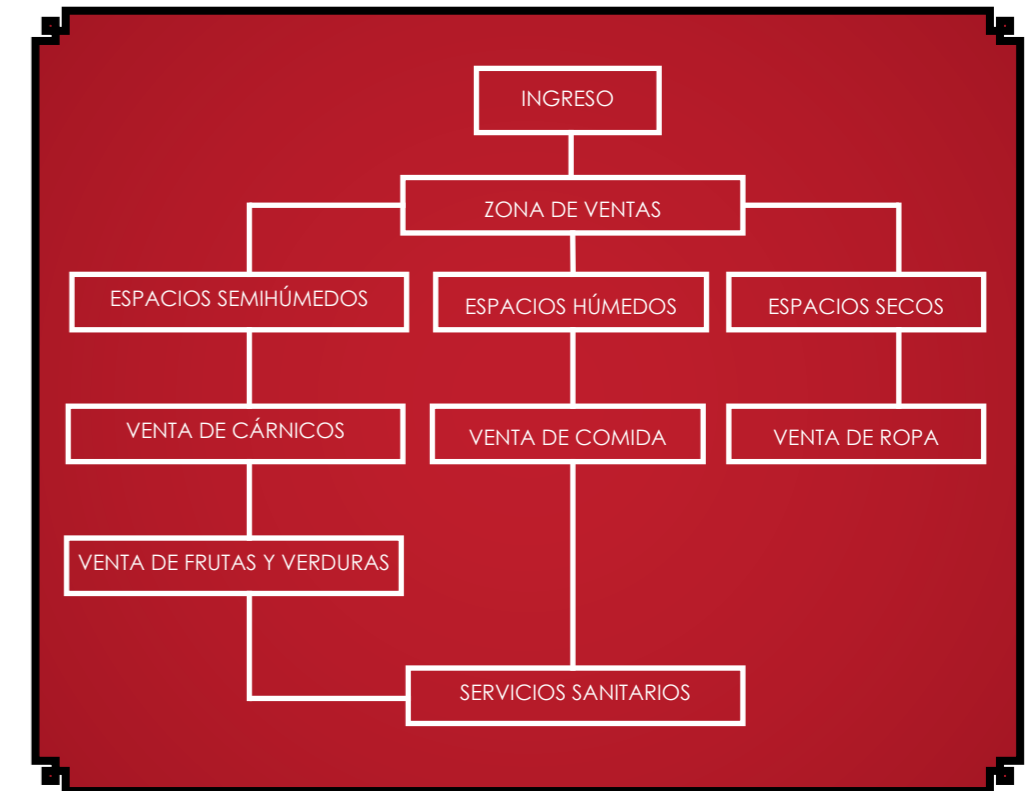 INGRESO
ZONA DE VENTAS
ESPACIOS SEMIHÚMEDOS
ESPACIOS HÚMEDOS
ESPACIOS SECOS
VENTA DE CÁRNICOS
VENTA DE COMIDA
VENTA DE ROPA
VENTA DE FRUTAS Y VERDURAS
SERVICIOS SANITARIOS